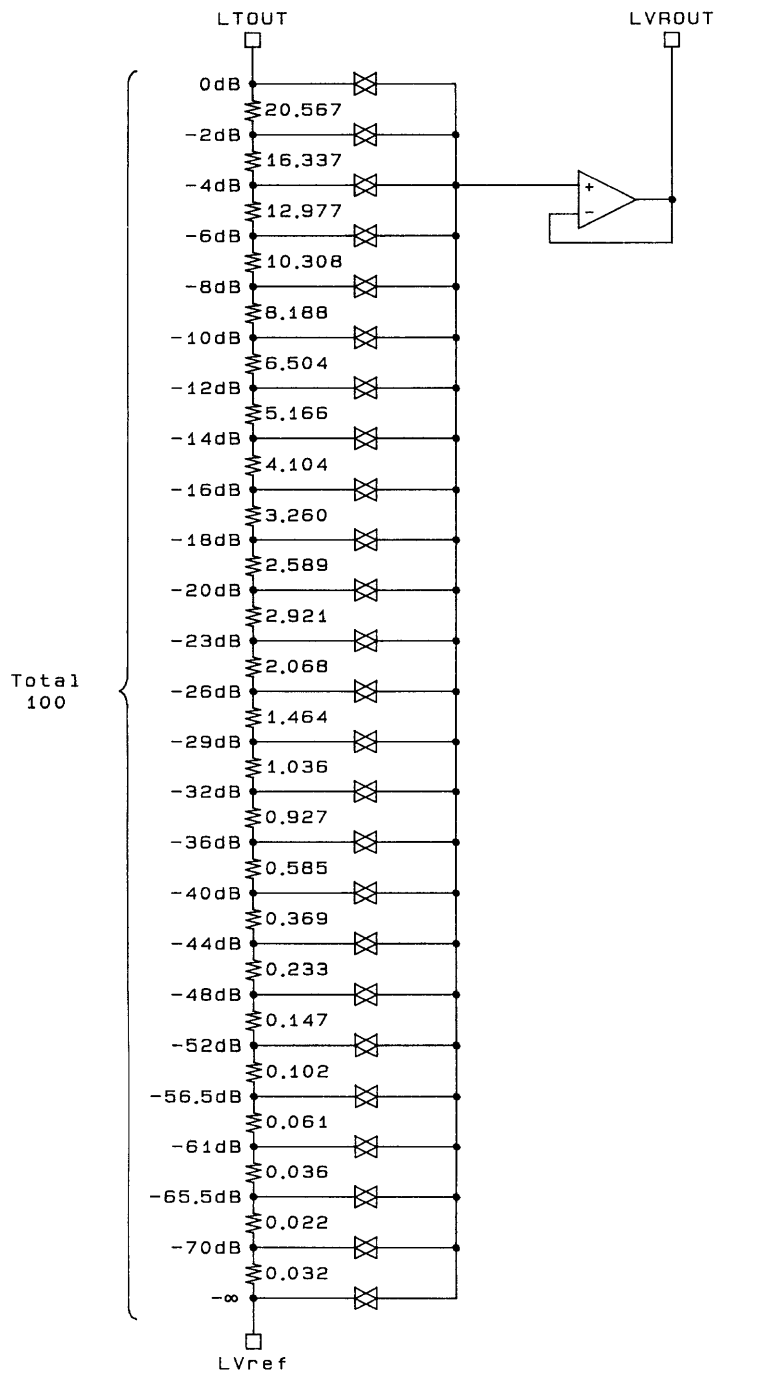 LTOUT
LVROUT
0dB
20.567
-2dB
16.337
-4dB
+
12.977
-
-6dB
10.308
-8dB
8.188
-10dB
6.504
-12dB
5.166
-14dB
4.104
-16dB
3.260
-18dB
2.589
-20dB
2.921
-23dB
2.068
Total
100
-26dB
1.464
-29dB
1.036
-32dB
0.927
-36dB
0.585
-40dB
0.369
-44dB
0.233
-48dB
0.147
-52dB
0.102
-56.5dB
0.061
-61dB
0.036
-65.5dB
0.022
-70dB
0.032
-∞
LVref